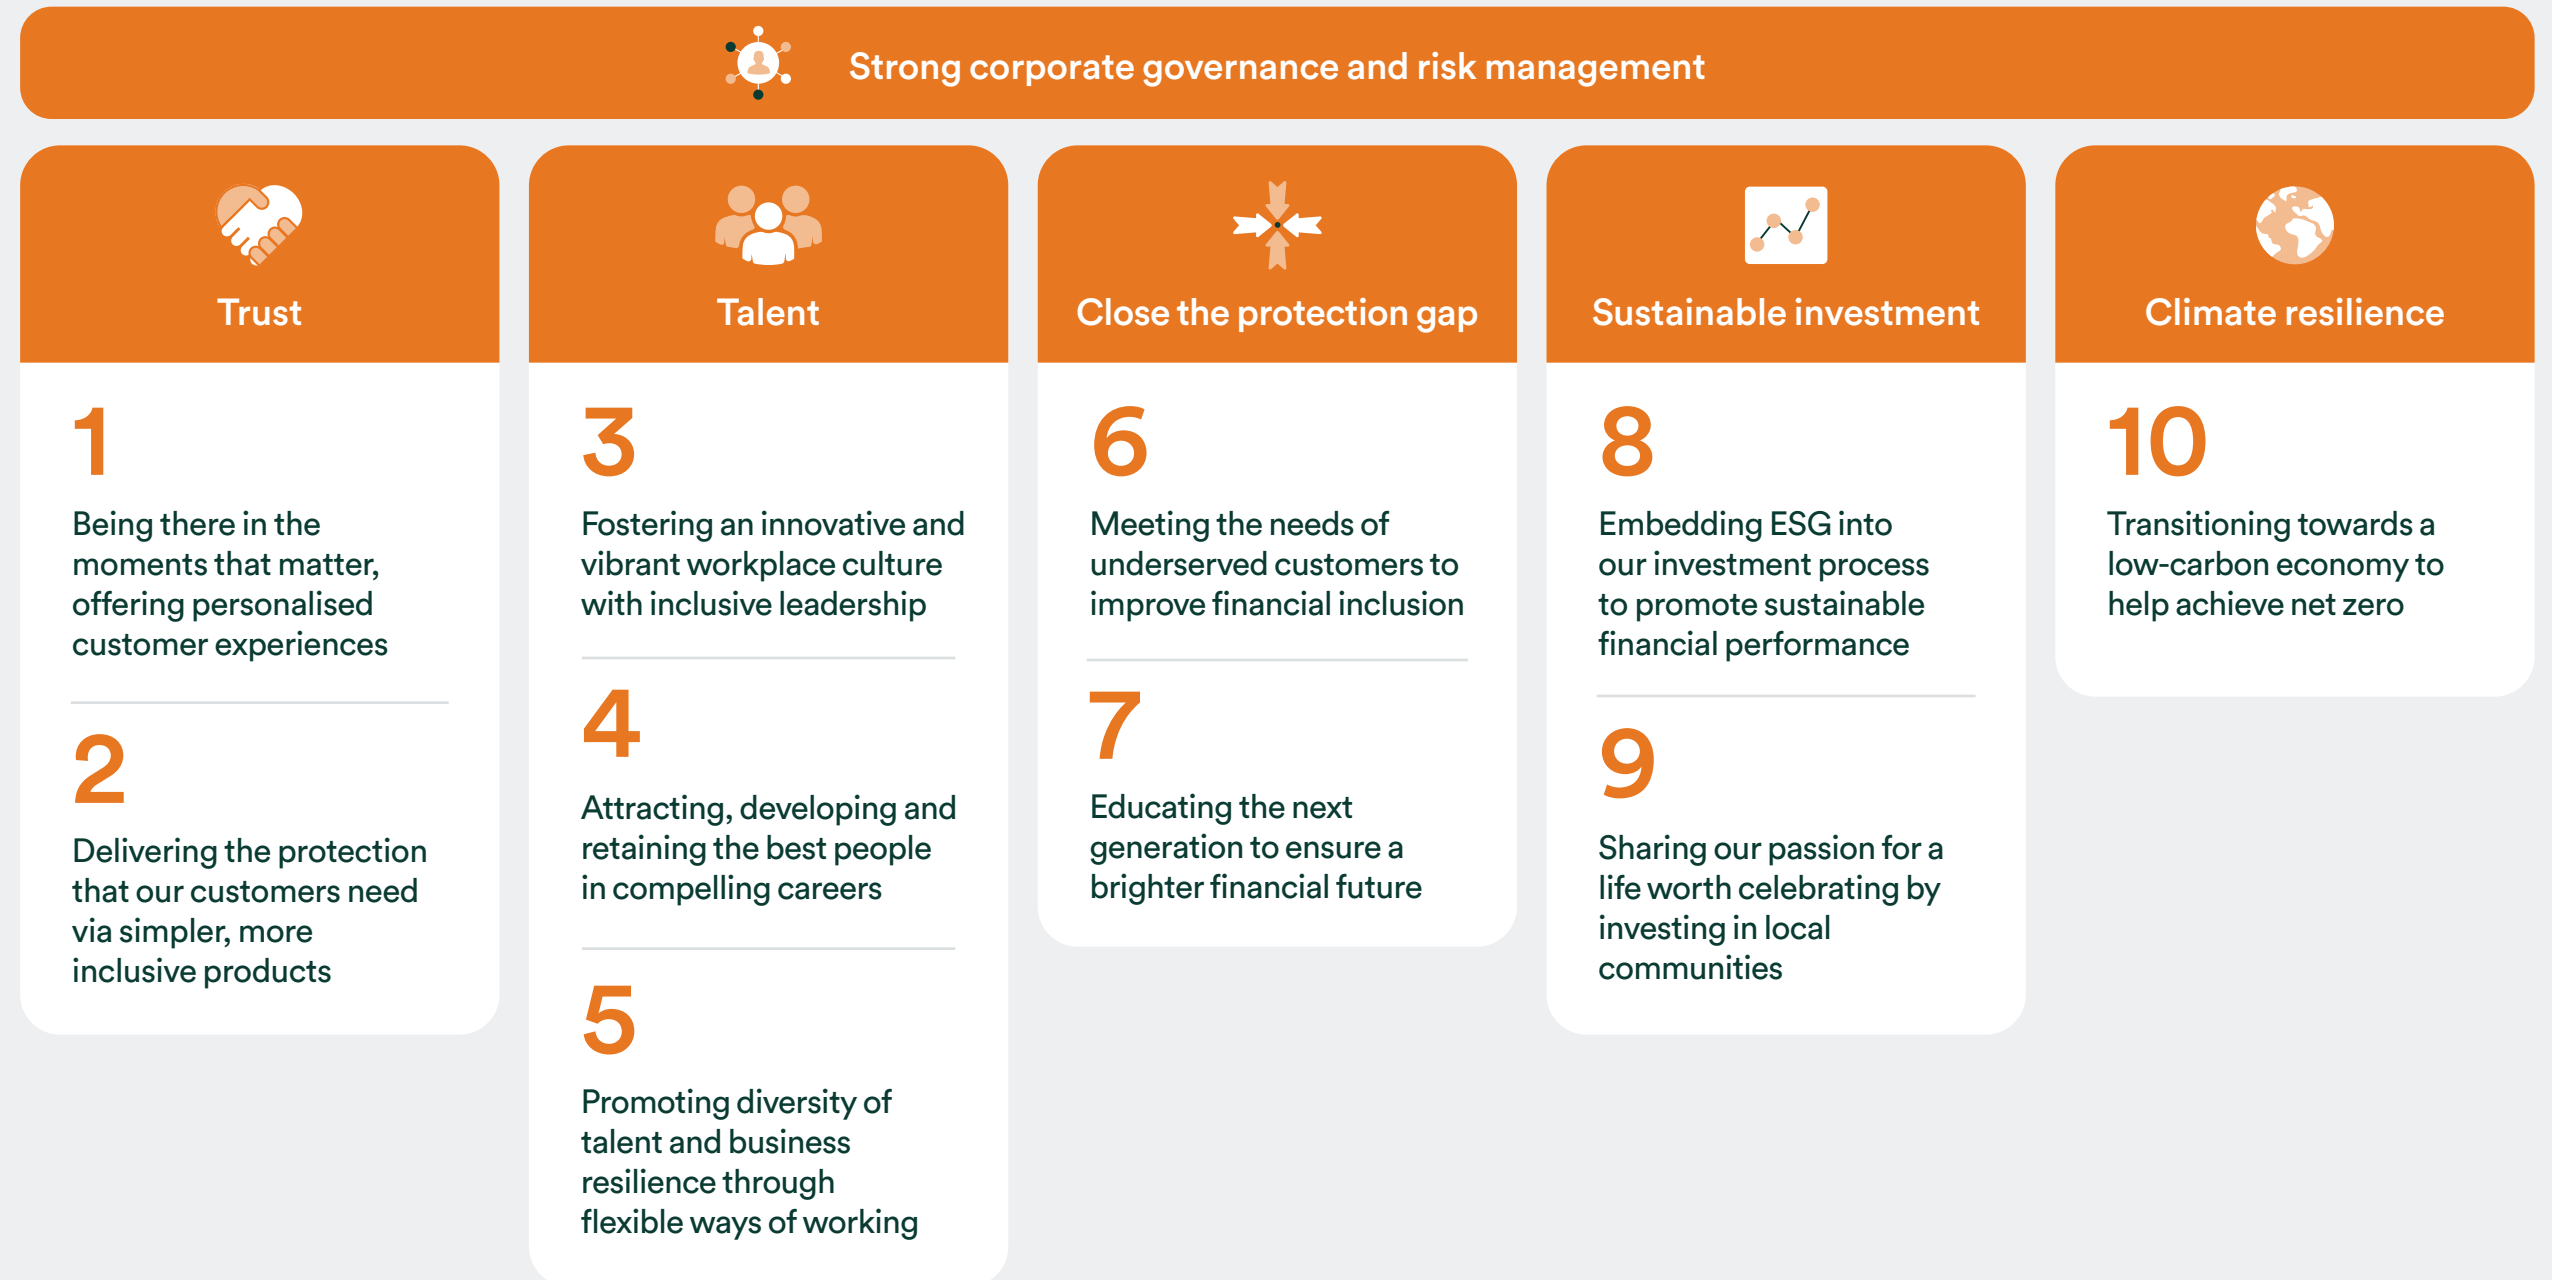 Strong corporate governance and risk management
Trust
1
Being there in the
moments that matter,
offering personalised
customer experiences
2
Delivering the protection
that our customers need
via simpler, more
inclusive products
Talent
3
Fostering an innovative and
vibrant workplace culture
with inclusive leadership
4
Attracting, developing and
retaining the best people
in compelling careers
5
Promoting diversity of
talent and business
resilience through
flexible ways of working
Close the protection gap
6
Meeting the needs of
underserved customers to
improve financial inclusion
7
Educating the next
generation to ensure a
brighter financial future
Sustainable investment
8
Embedding ESG into
our investment process
to promote sustainable
financial performance
9
Sharing our passion for a
life worth celebrating by
investing in local
communities
Climate resilience
10
Transitioning towards a
low-carbon economy to
help achieve net zero